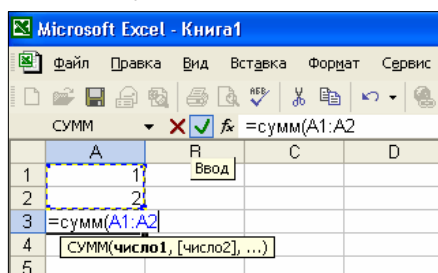 Microsoft Excel - Книга1
Файл Правка Вид Вставка Формат Сервис
СУММ fx =сумм(A1:A2
A B C D
Ввод
1 1
2 2
3 =сумм(A1:A2
4 СУММ(число1, [число2], ...)
5